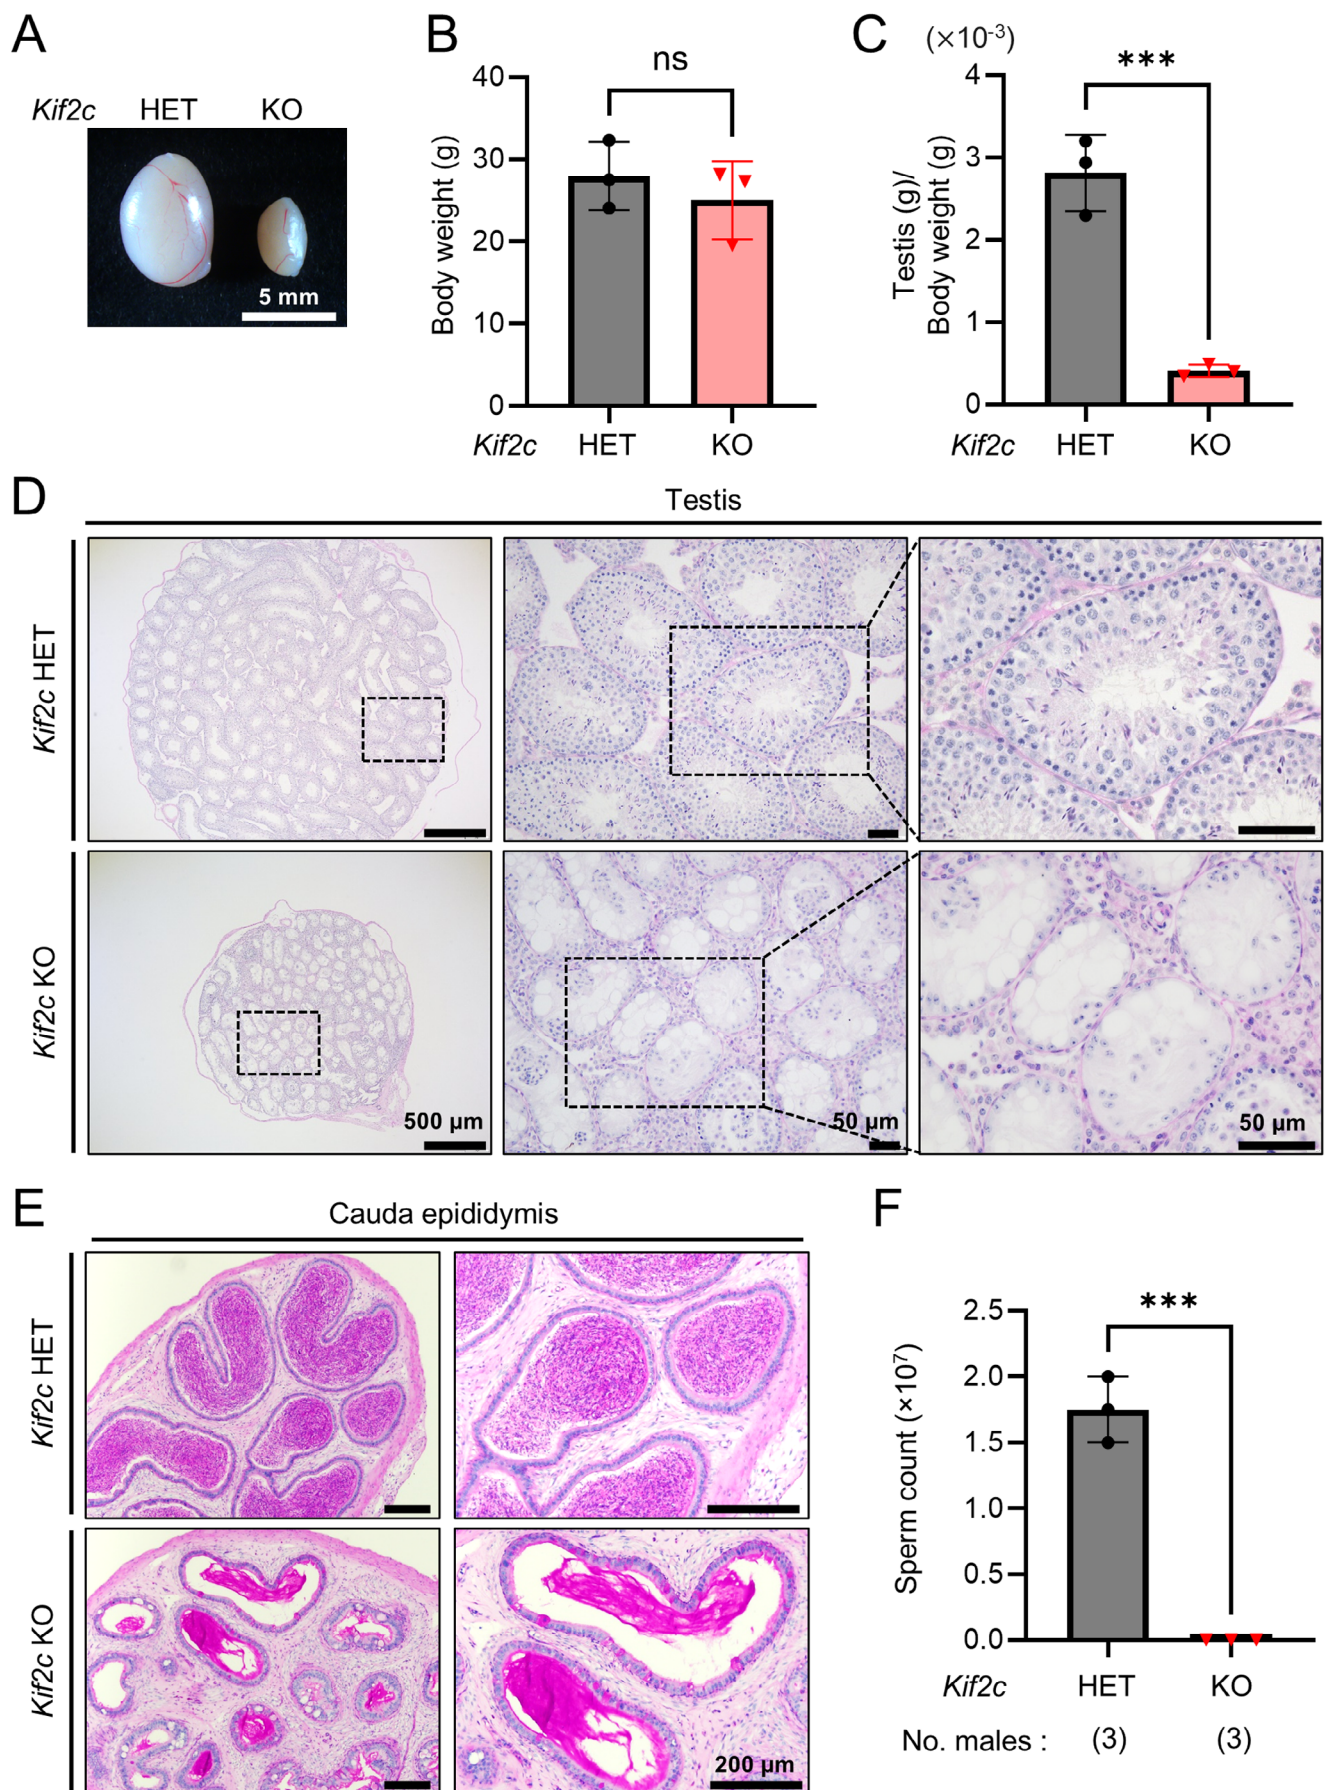 A
Kif2c HET KO
5 mm
B
ns
Body weight (g)
40
30
20
10
0
Kif2c HET KO
C
(×10-3)
***
Testis (g)/
Body weight (g)
4
3
2
1
0
Kif2c HET KO
D
Testis
Kif2c HET
Kif2c KO
500 μm
50 μm
50 μm
E
Cauda epididymis
Kif2c HET
Kif2c KO
200 μm
F
***
Sperm count (×10⁷)
2.5
2.0
1.5
1.0
0.5
0.0
Kif2c HET KO
No. males : (3) (3)